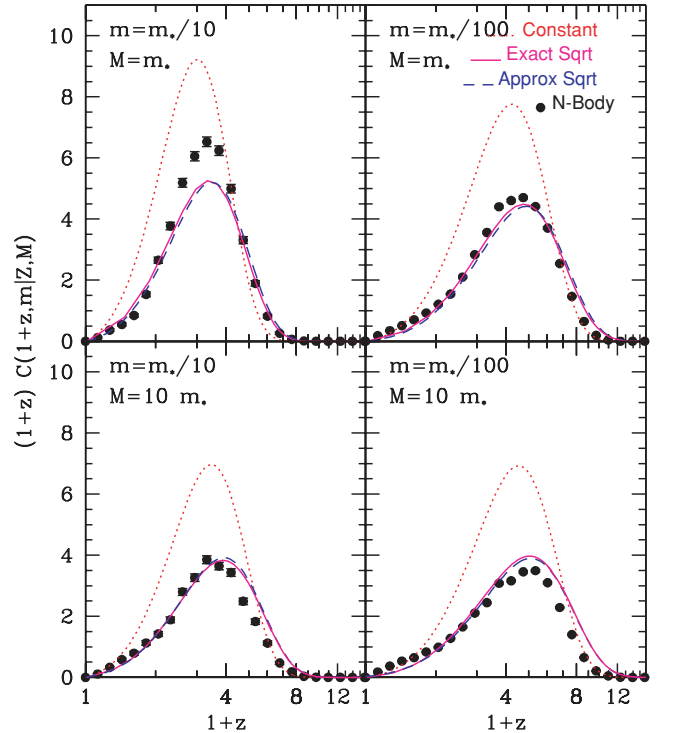 m=m*/10
M=m*
m=m*/100
M=m*
. Constant
Exact Sqrt
Approx Sqrt
N-Body
10
8
6
4
2
0
m=m*/10
M=10 m*
m=m*/100
M=10 m*
10
8
6
4
2
0
(1+z) C(1+z,m|Z,M)
1 4 8 12
1 4 8 12
1+z
1+z